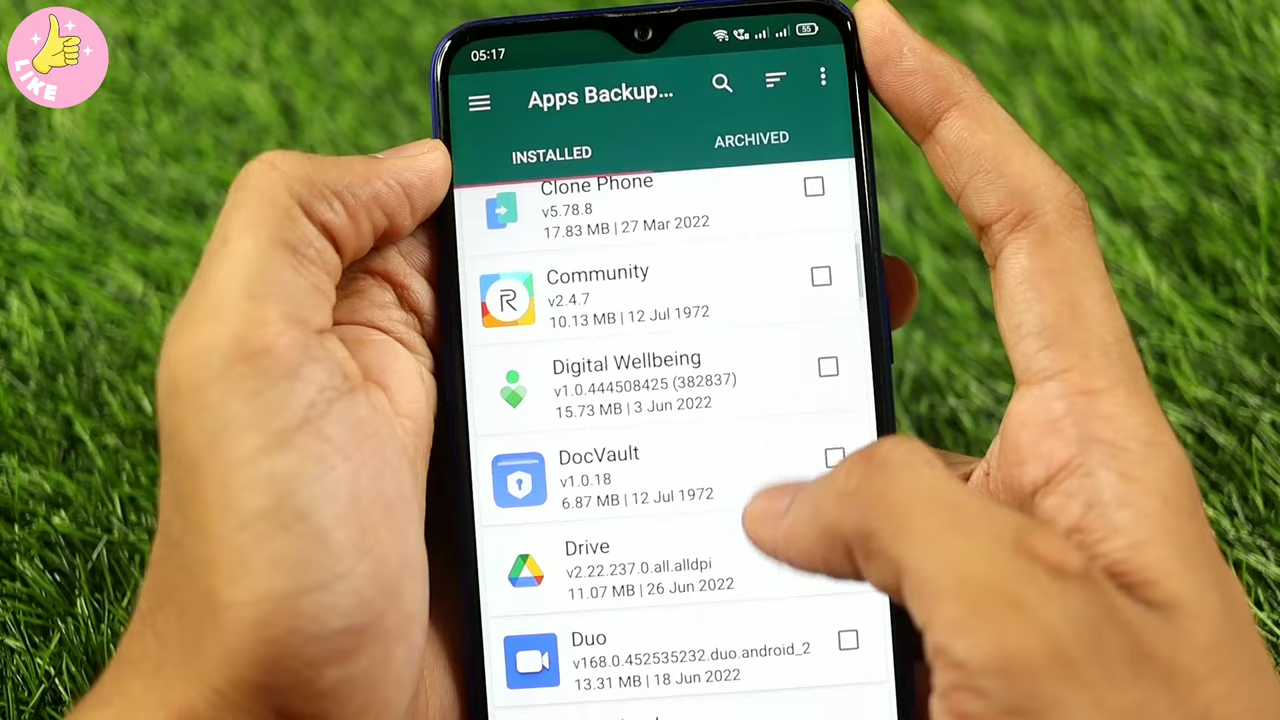 LIKE
05:17
55
Apps Backup...
INSTALLED
ARCHIVED
Clone Phone
v5.78.8
17.83 MB | 27 Mar 2022
Community
v2.4.7
10.13 MB | 12 Jul 1972
Digital Wellbeing
v1.0.444508425 (382837)
15.73 MB | 3 Jun 2022
DocVault
v1.0.18
6.87 MB | 12 Jul 1972
Drive
v2.22.237.0.all.alldpi
11.07 MB | 26 Jun 2022
Duo
v168.0.452535232.duo.android_2
13.31 MB | 18 Jun 2022